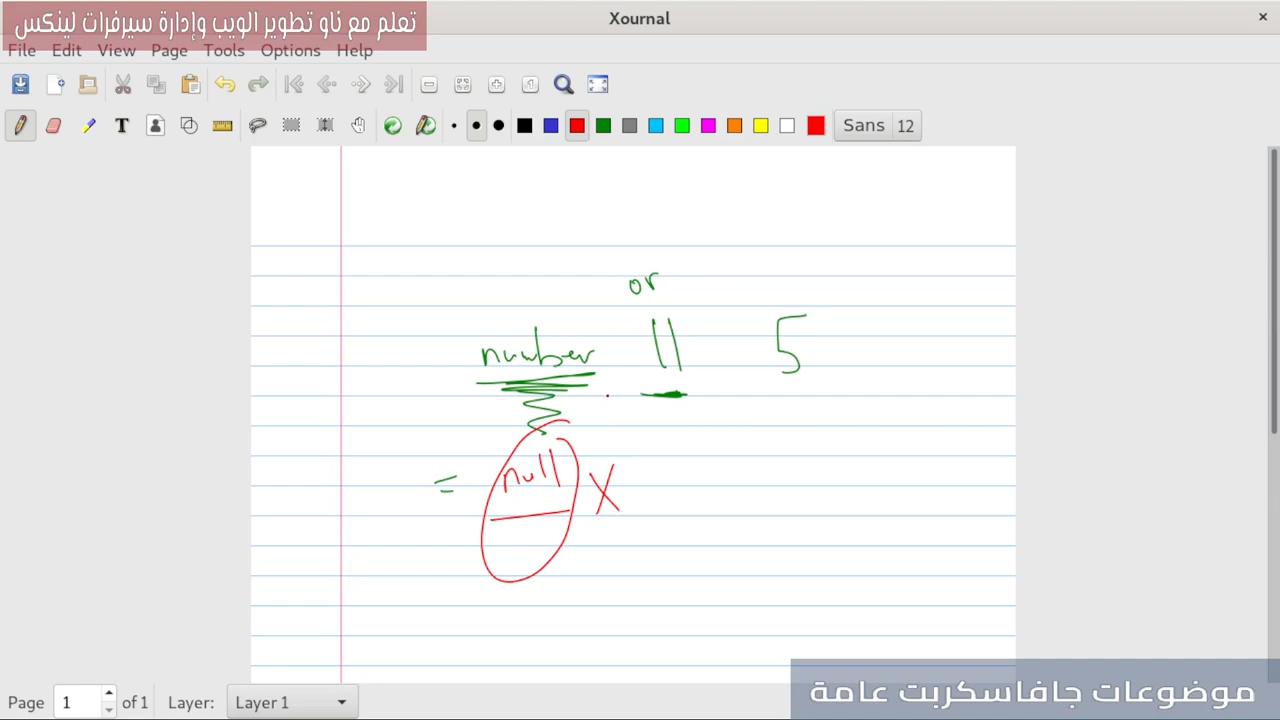 Xournal
تعلم مع ناو تطوير الويب وإدارة سيرفرات لينكس
File Edit View Page Tools Options Help
Sans 12
or
number || 5
= null X
Page 1 of 1 Layer: Layer 1
موضوعات جافاسكربت عامة